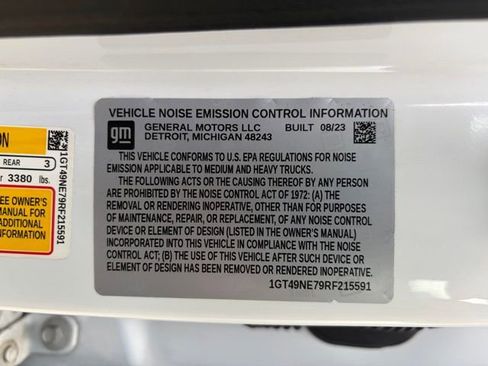 VEHICLE NOISE EMISSION CONTROL INFORMATION
gm
GENERAL MOTORS LLC BUILT 08/23
DETROIT, MICHIGAN 48243
THIS VEHICLE CONFORMS TO U.S. EPA REGULATIONS FOR NOISE
EMISSION APPLICABLE TO MEDIUM AND HEAVY TRUCKS.
THE FOLLOWING ACTS OR THE CAUSING THEREOF BY ANY PERSON
ARE PROHIBITED BY THE NOISE CONTROL ACT OF 1972: (A) THE
REMOVAL OR RENDERING INOPERATIVE, OTHER THAN FOR PURPOSES
OF MAINTENANCE, REPAIR, OR REPLACEMENT, OF ANY NOISE CONTROL
DEVICE OR ELEMENT OF DESIGN (LISTED IN THE OWNER'S MANUAL)
INCORPORATED INTO THIS VEHICLE IN COMPLIANCE WITH THE NOISE
CONTROL ACT; (B) THE USE OF THIS VEHICLE AFTER SUCH DEVICE OR
ELEMENT OF DESIGN HAS BEEN REMOVED OR RENDERED INOPERATIVE.
1GT49NE79RF215591
ON
REAR 3
3380 lbs.
EE OWNER'S
MANUAL FOR
ADDITIONAL
1GT49NE79RF215591